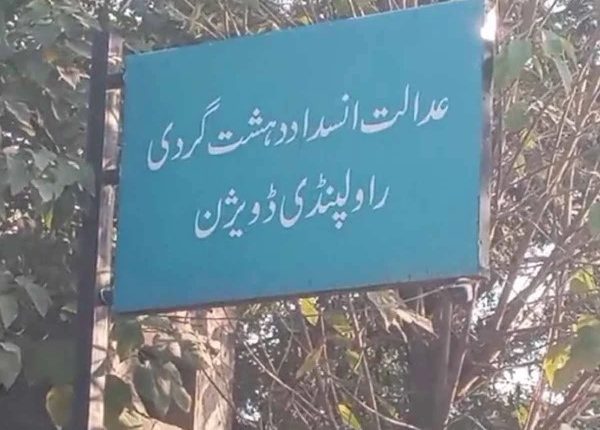 عدالت انسداد دہشت گردی
راولپنڈی ڈویژن